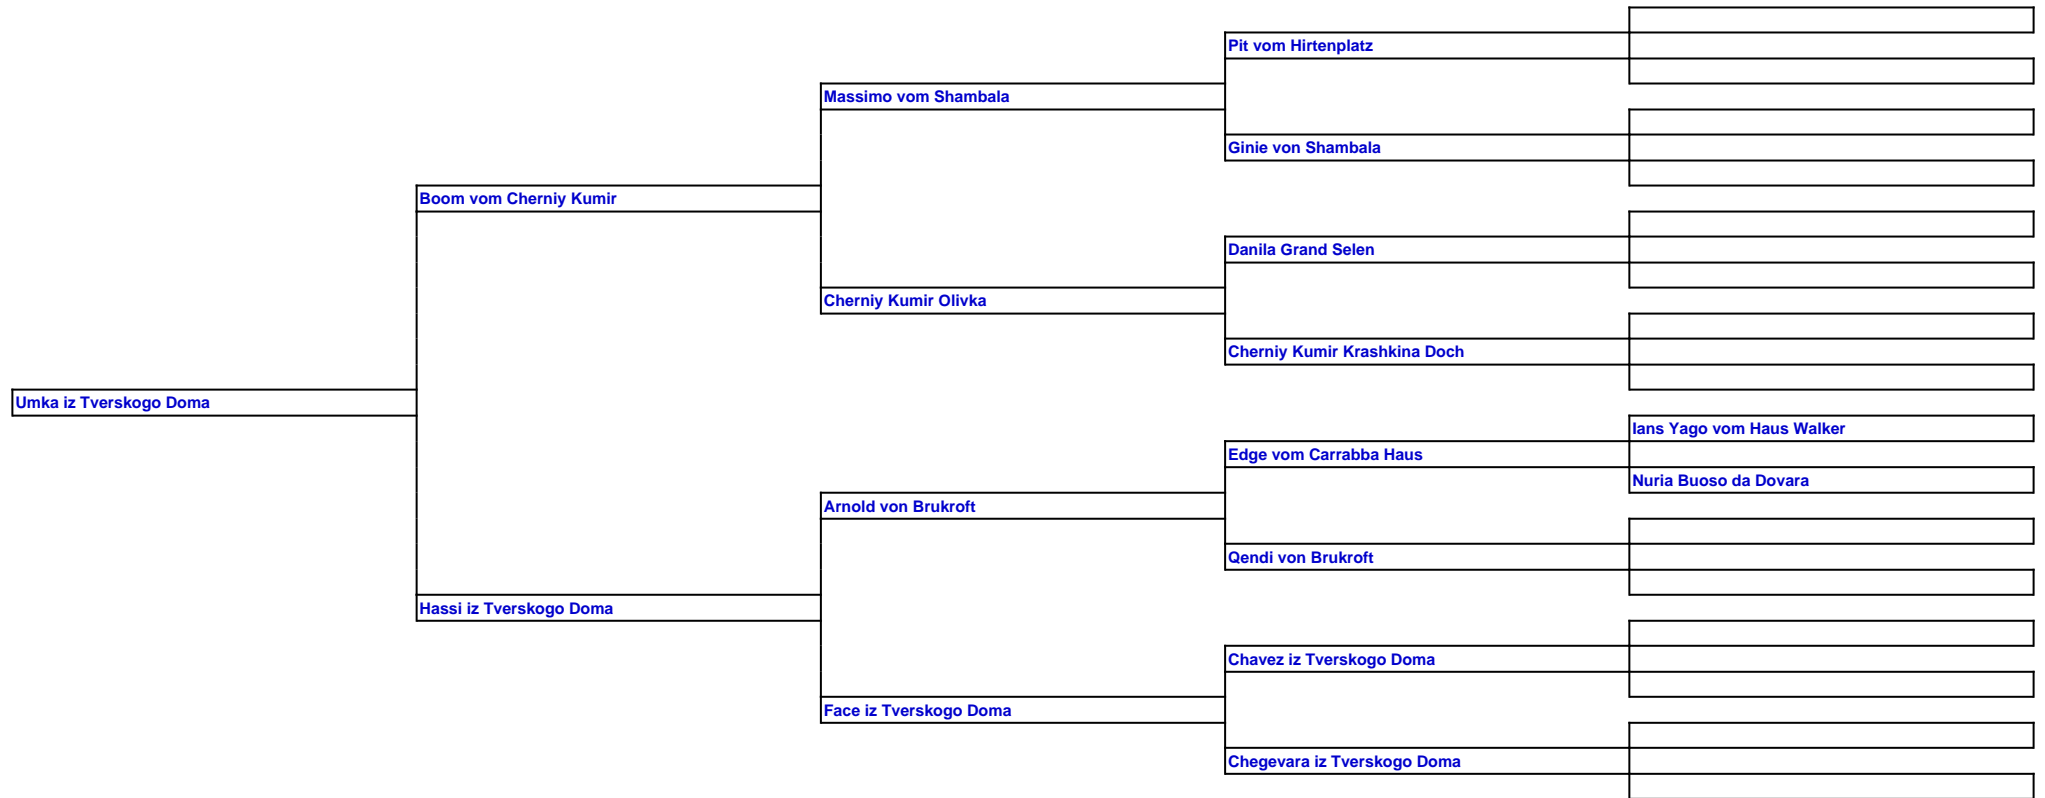 Pit vom Hirtenplatz
Massimo vom Shambala
Ginie von Shambala
Boom vom Cherniy Kumir
Danila Grand Selen
Cherniy Kumir Olivka
Cherniy Kumir Krashkina Doch
Umka iz Tverskogo Doma
Ians Yago vom Haus Walker
Edge vom Carrabba Haus
Nuria Buoso da Dovara
Arnold von Brukroft
Qendi von Brukroft
Hassi iz Tverskogo Doma
Chavez iz Tverskogo Doma
Face iz Tverskogo Doma
Chegevara iz Tverskogo Doma